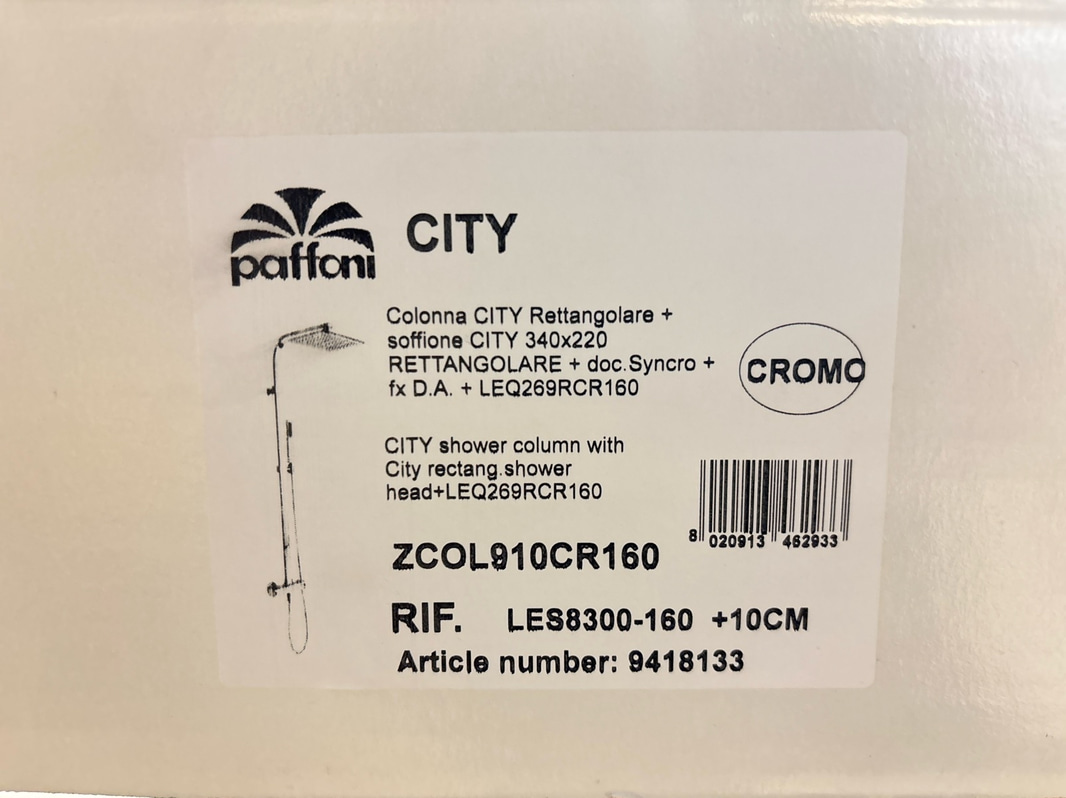 paffoni
CITY
Colonna CITY Rettangolare +
soffione CITY 340x220
RETTANGOLARE + doc.Syncro +
fx D.A. + LEQ269RCR160
CROMO
CITY shower column with
City rectang.shower
head+LEQ269RCR160
8 020913 462933
ZCOL910CR160
RIF. LES8300-160 +10CM
Article number: 9418133